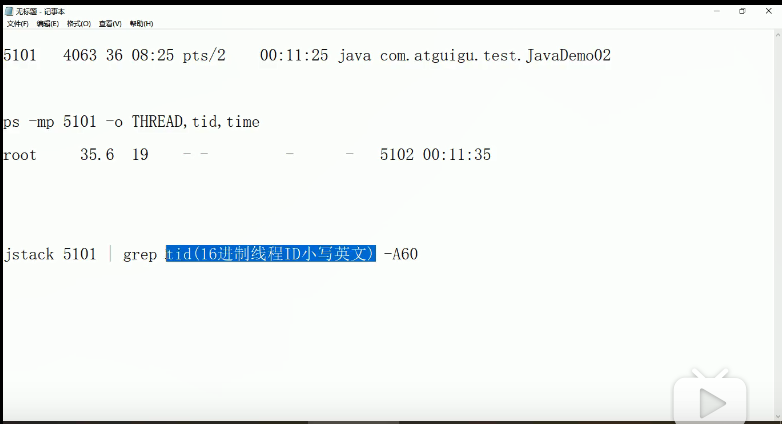 无标题 - 记事本
文件(F) 编辑(E) 格式(O) 查看(V) 帮助(H)
5101 4063 36 08:25 pts/2 00:11:25 java com.atguigu.test.JavaDemo02
ps -mp 5101 -o THREAD,tid,time
root 35.6 19 - - - - 5102 00:11:35
jstack 5101 | grep tid(16进制线程ID小写英文) -A60